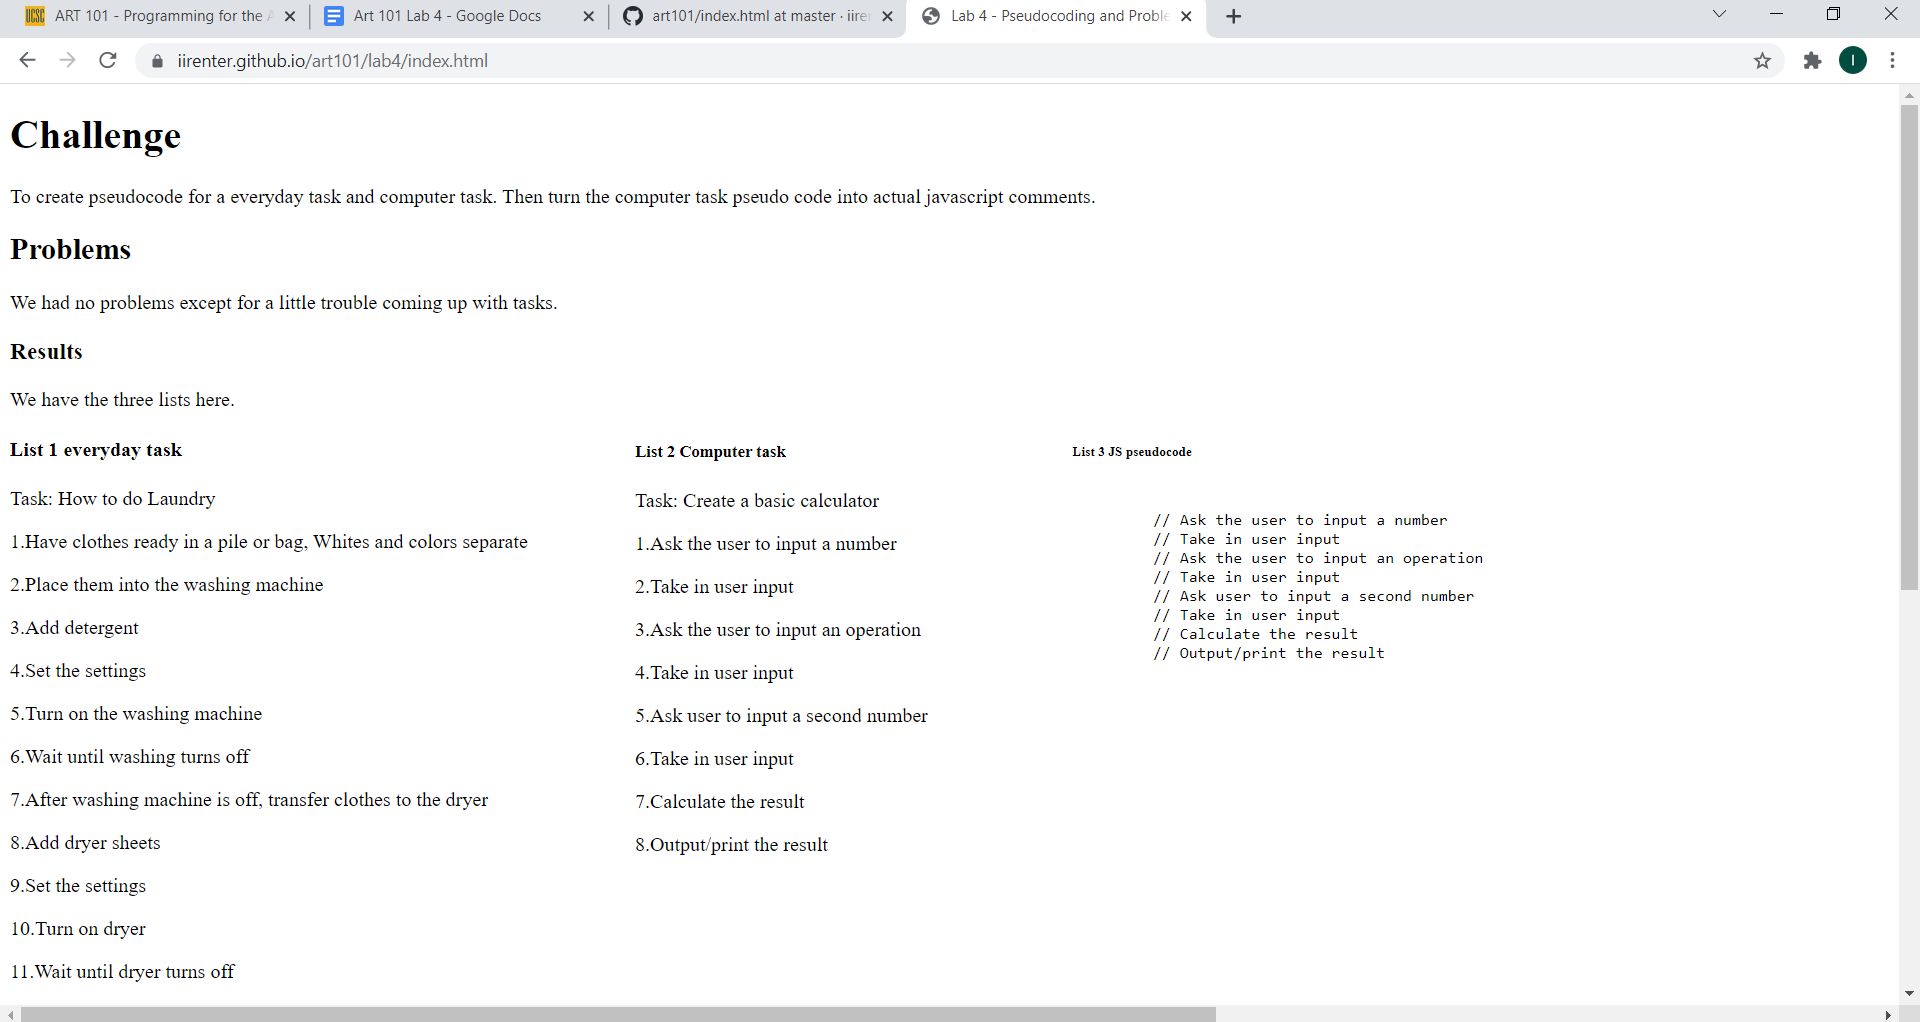 ART 101 - Programming for the
Art 101 Lab 4 - Google Docs
art101/index.html at master · iirer
Lab 4 - Pseudocoding and Proble
iirenter.github.io/art101/lab4/index.html
I
Challenge
To create pseudocode for a everyday task and computer task. Then turn the computer task pseudo code into actual javascript comments.
Problems
We had no problems except for a little trouble coming up with tasks.
Results
We have the three lists here.
List 1 everyday task
Task: How to do Laundry
1.Have clothes ready in a pile or bag, Whites and colors separate
2.Place them into the washing machine
3.Add detergent
4.Set the settings
5.Turn on the washing machine
6.Wait until washing turns off
7.After washing machine is off, transfer clothes to the dryer
8.Add dryer sheets
9.Set the settings
10.Turn on dryer
11.Wait until dryer turns off
List 2 Computer task
Task: Create a basic calculator
1.Ask the user to input a number
2.Take in user input
3.Ask the user to input an operation
4.Take in user input
5.Ask user to input a second number
6.Take in user input
7.Calculate the result
8.Output/print the result
List 3 JS pseudocode
// Ask the user to input a number
// Take in user input
// Ask the user to input an operation
// Take in user input
// Ask user to input a second number
// Take in user input
// Calculate the result
// Output/print the result